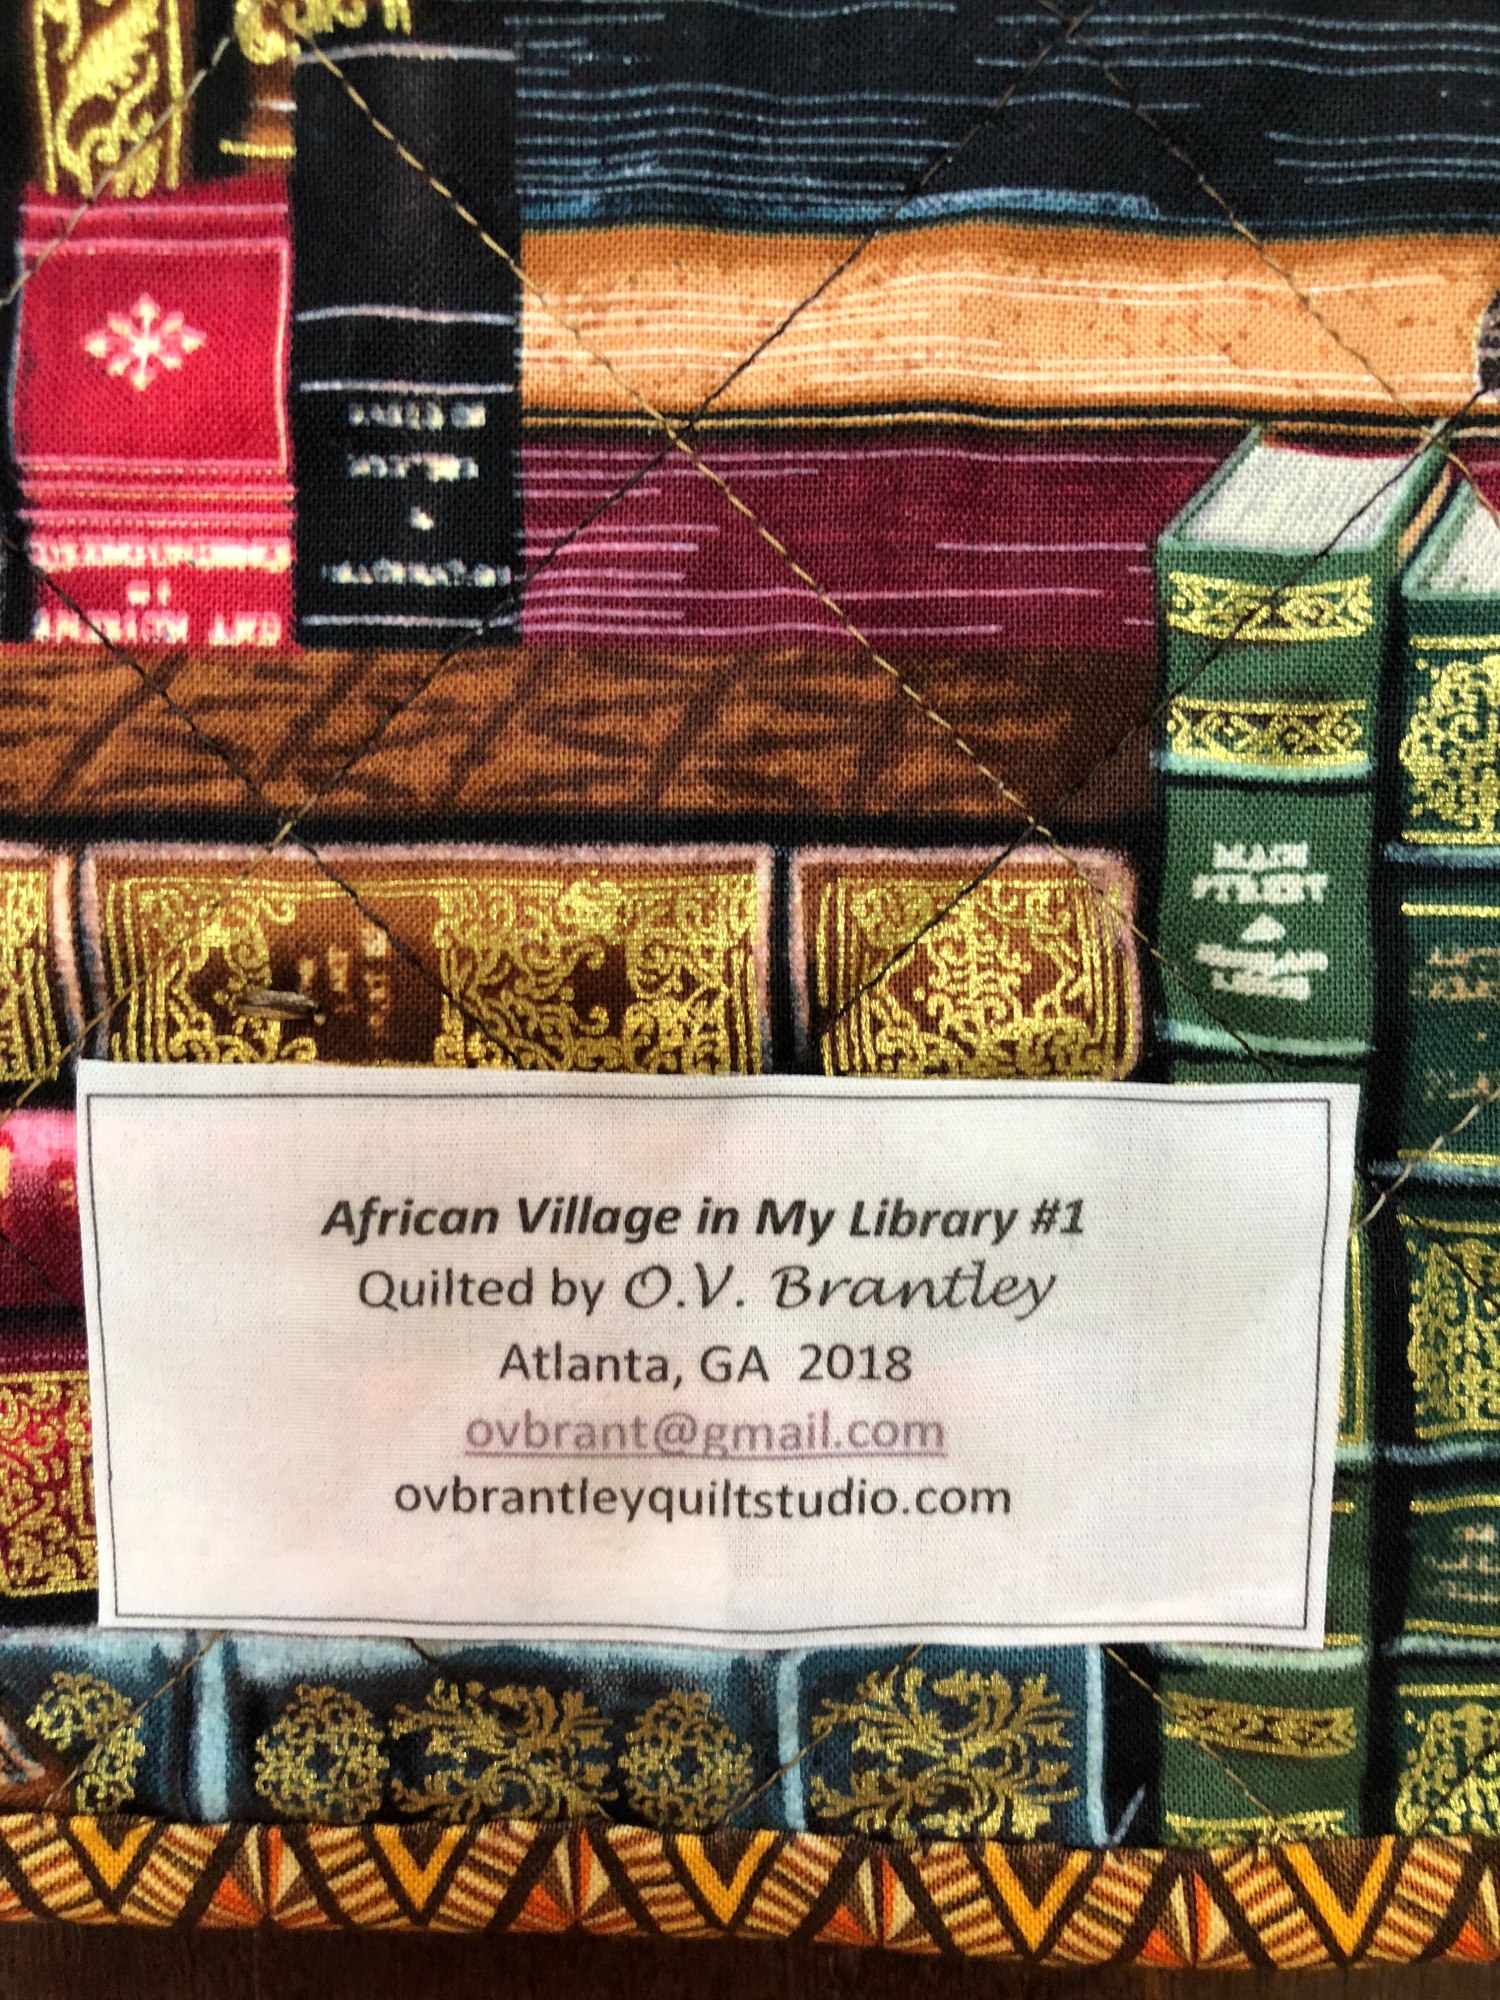 MAIN
STREET
African Village in My Library #1
Quilted by O.V. Brantley
Atlanta, GA 2018
ovbrant@gmail.com
ovbrantleyquiltstudio.com